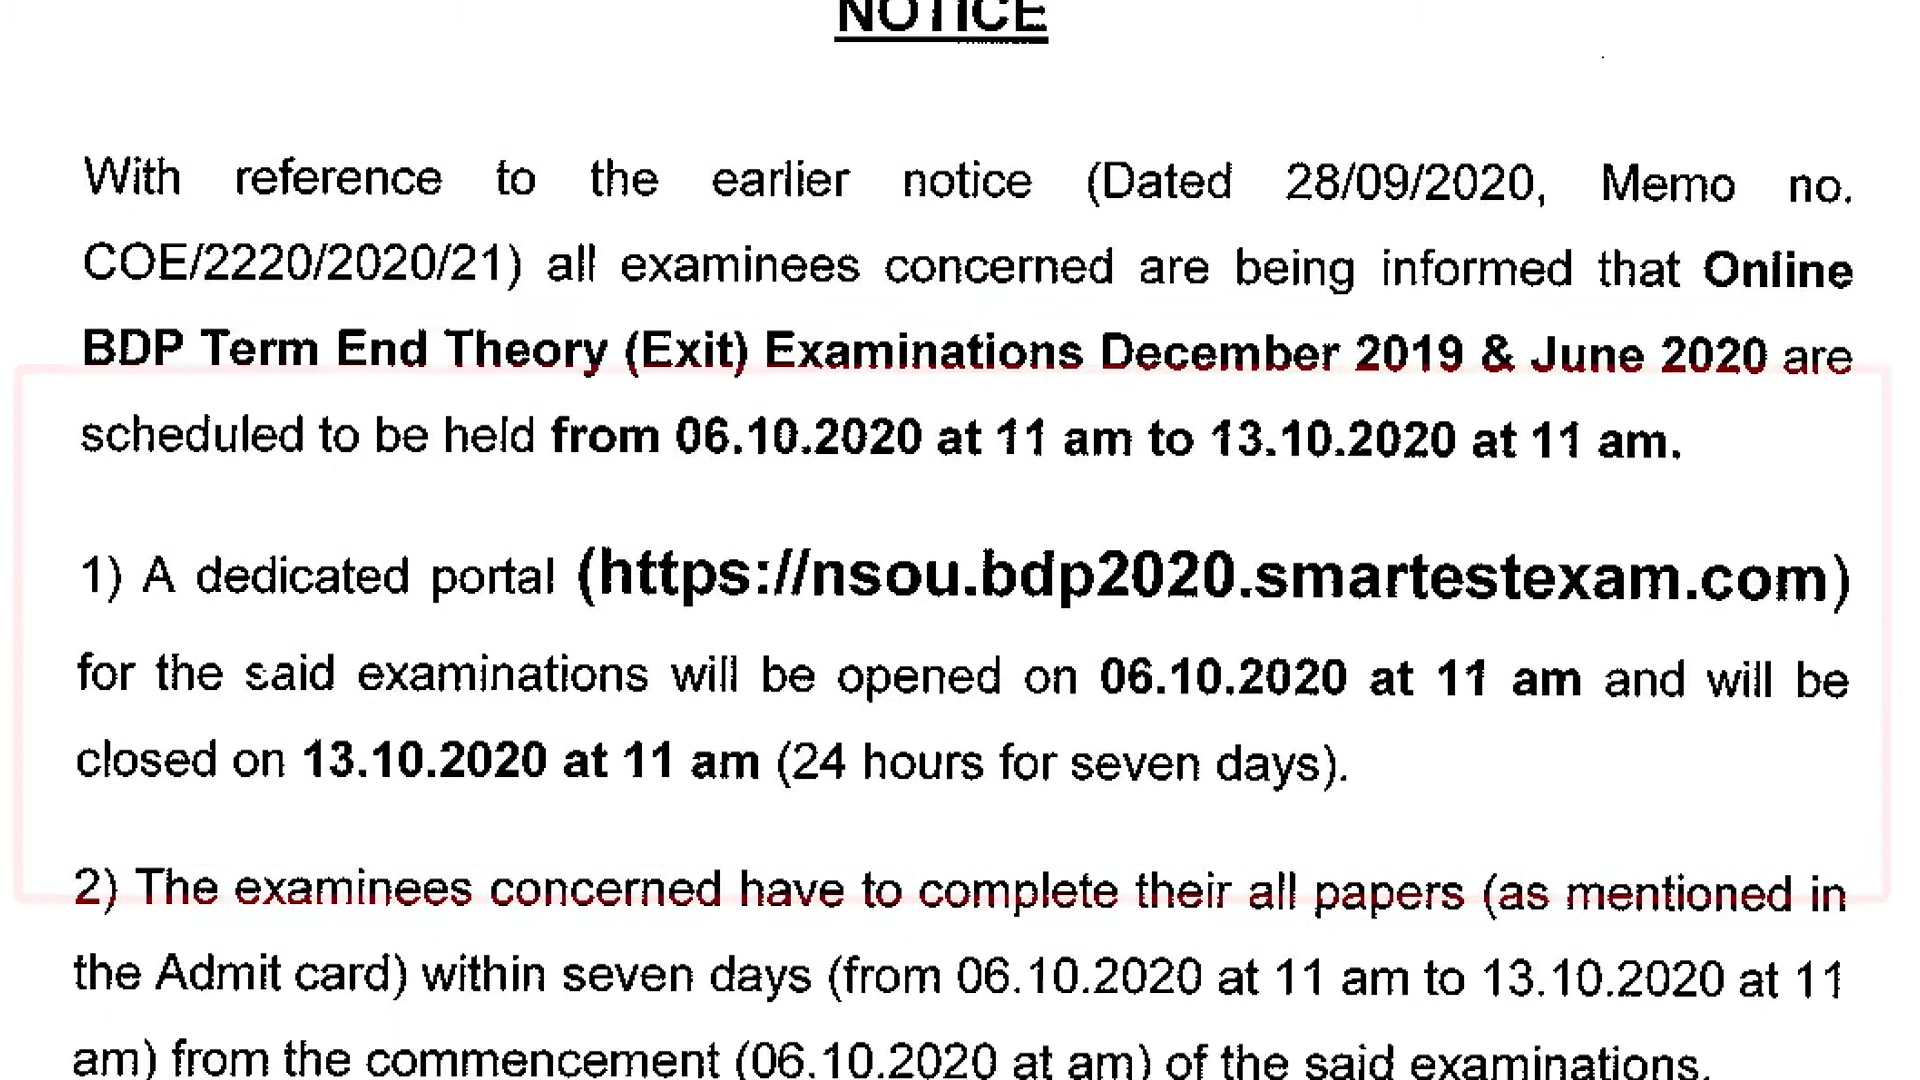 NOTICE
With reference to the earlier notice (Dated 28/09/2020, Memo no.
COE/2220/2020/21) all examinees concerned are being informed that Online
BDP Term End Theory (Exit) Examinations December 2019 & June 2020 are
scheduled to be held from 06.10.2020 at 11 am to 13.10.2020 at 11 am.
1) A dedicated portal (https://nsou.bdp2020.smartestexam.com)
for the said examinations will be opened on 06.10.2020 at 11 am and will be
closed on 13.10.2020 at 11 am (24 hours for seven days).
2) The examinees concerned have to complete their all papers (as mentioned in
the Admit card) within seven days (from 06.10.2020 at 11 am to 13.10.2020 at 11
am) from the commencement (06.10.2020 at am) of the said examinations.